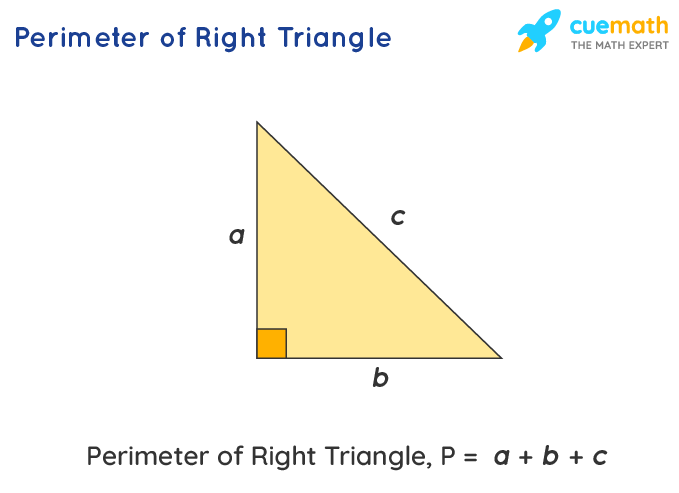 Perimeter of Right Triangle
cuemath
THE MATH EXPERT
a
c
b
Perimeter of Right Triangle, P = a + b + c